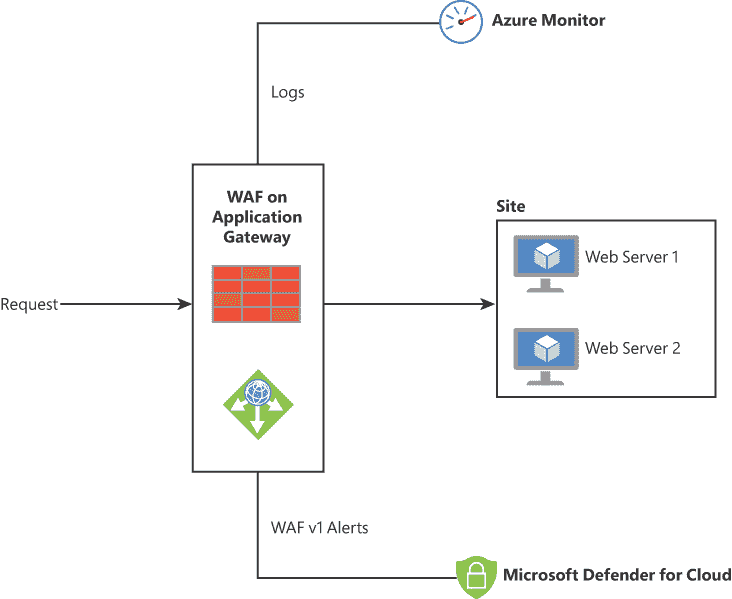 Azure Monitor
Logs
WAF on
Application
Gateway
Site
Web Server 1
Request
Web Server 2
WAF v1 Alerts
Microsoft Defender for Cloud